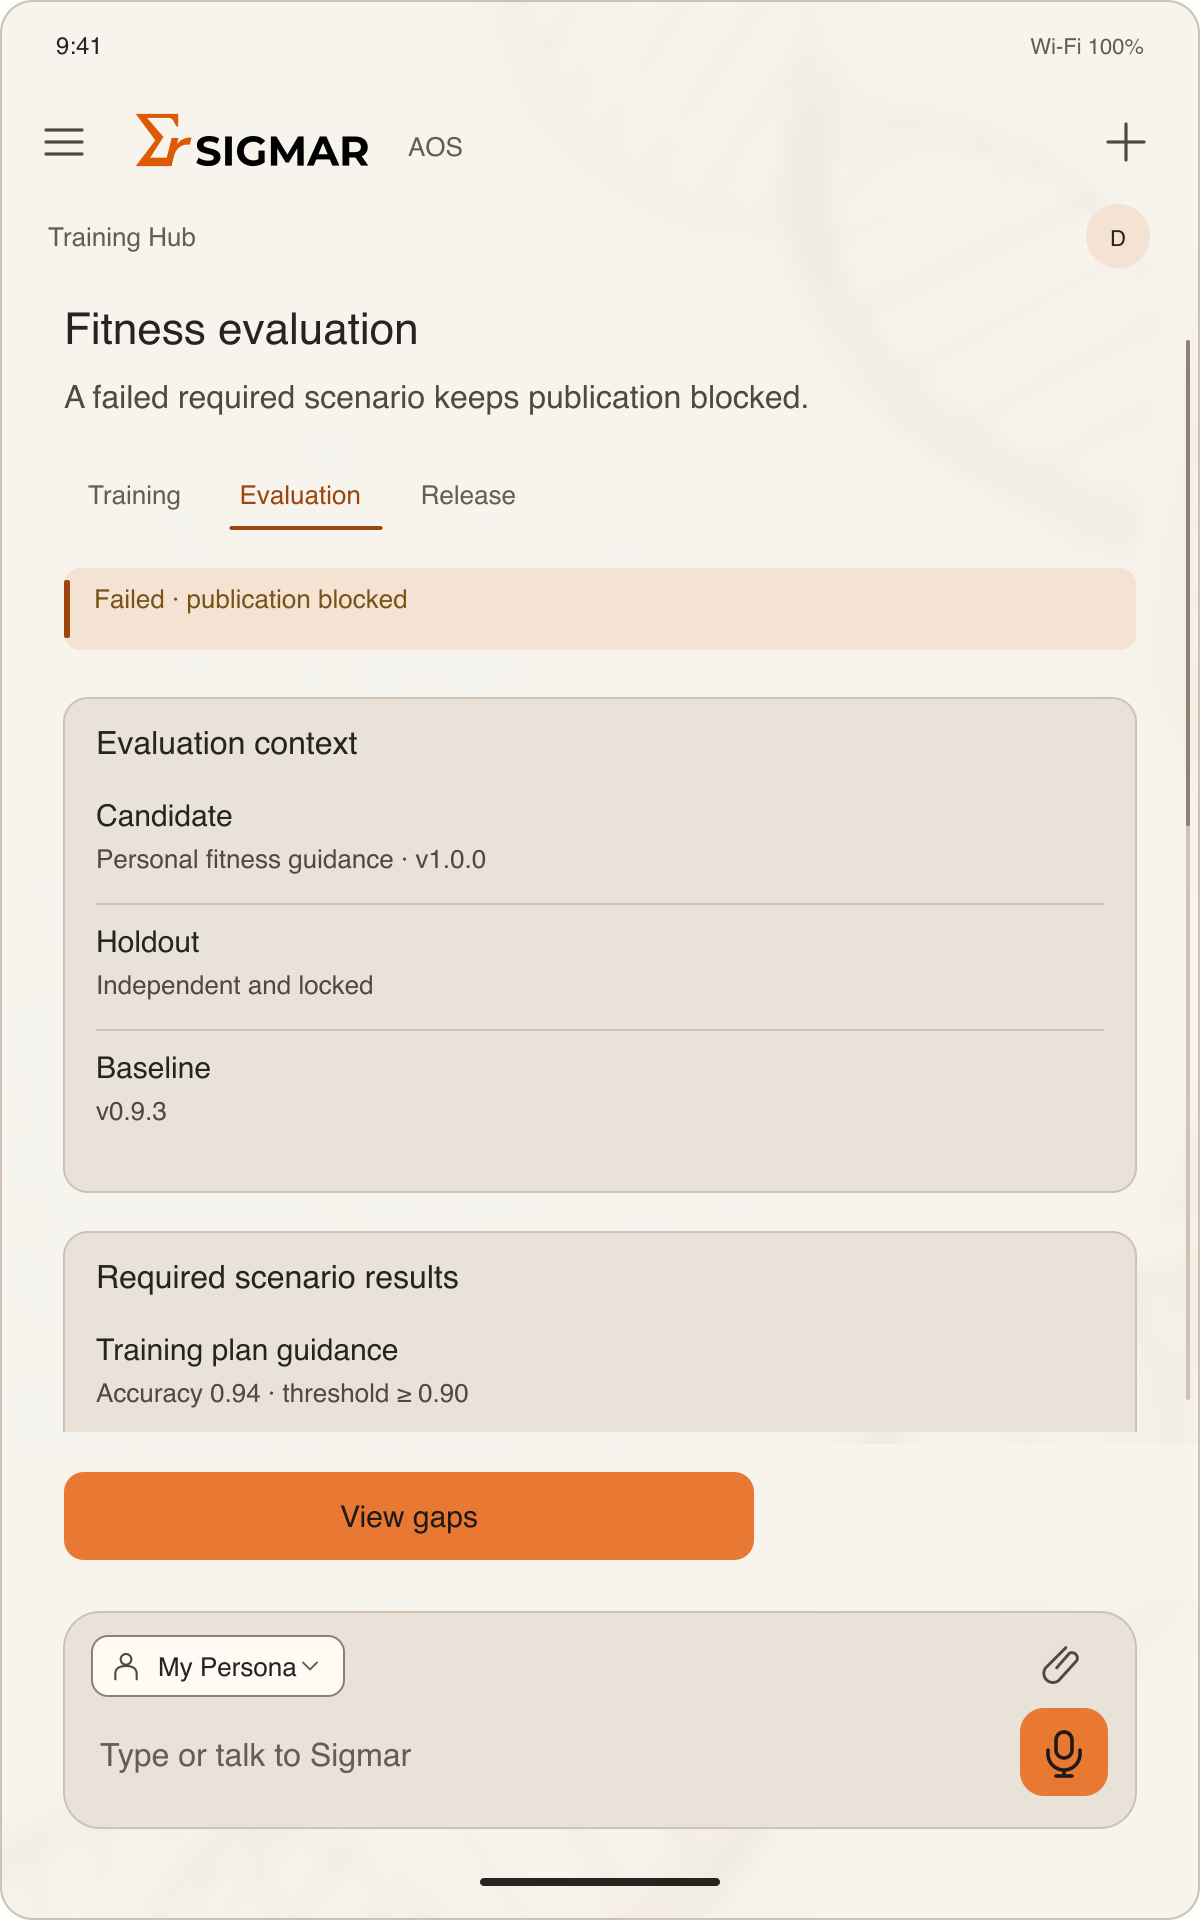 9:41
Wi-Fi 100%
Σr SIGMAR AOS
Training Hub
D
Fitness evaluation
A failed required scenario keeps publication blocked.
Training Evaluation Release
Failed · publication blocked
Evaluation context
Candidate
Personal fitness guidance · v1.0.0
Holdout
Independent and locked
Baseline
v0.9.3
Required scenario results
Training plan guidance
Accuracy 0.94 · threshold ≥ 0.90
View gaps
My Persona
Type or talk to Sigmar